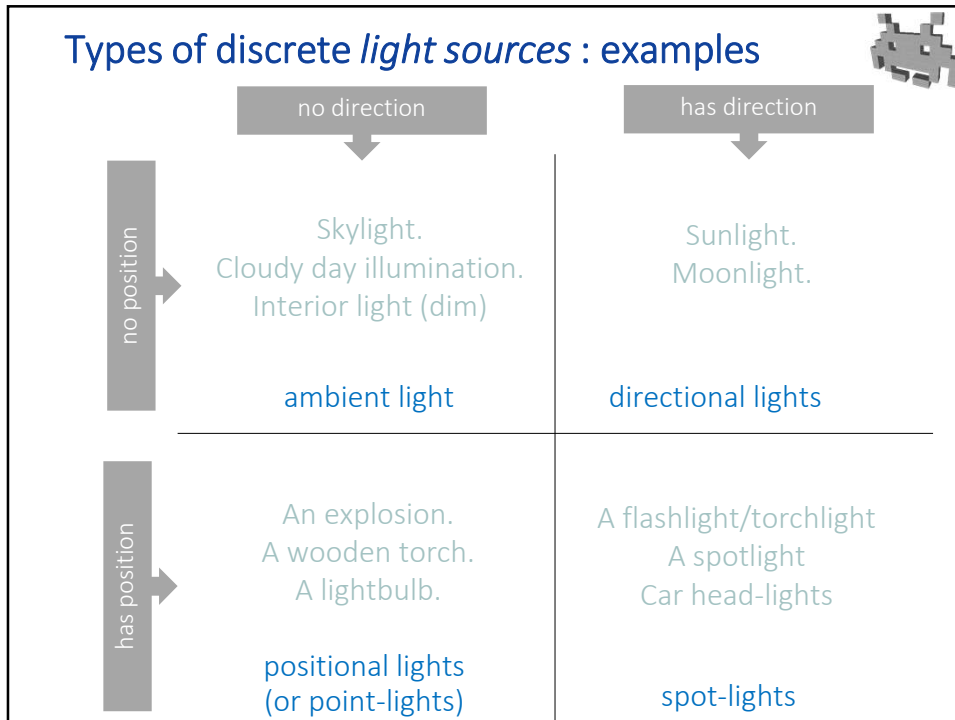 Types of discrete light sources : examples
no direction
has direction
no position
Skylight.
Cloudy day illumination.
Interior light (dim)
ambient light
Sunlight.
Moonlight.
directional lights
has position
An explosion.
A wooden torch.
A lightbulb.
positional lights
(or point-lights)
A flashlight/torchlight
A spotlight
Car head-lights
spot-lights